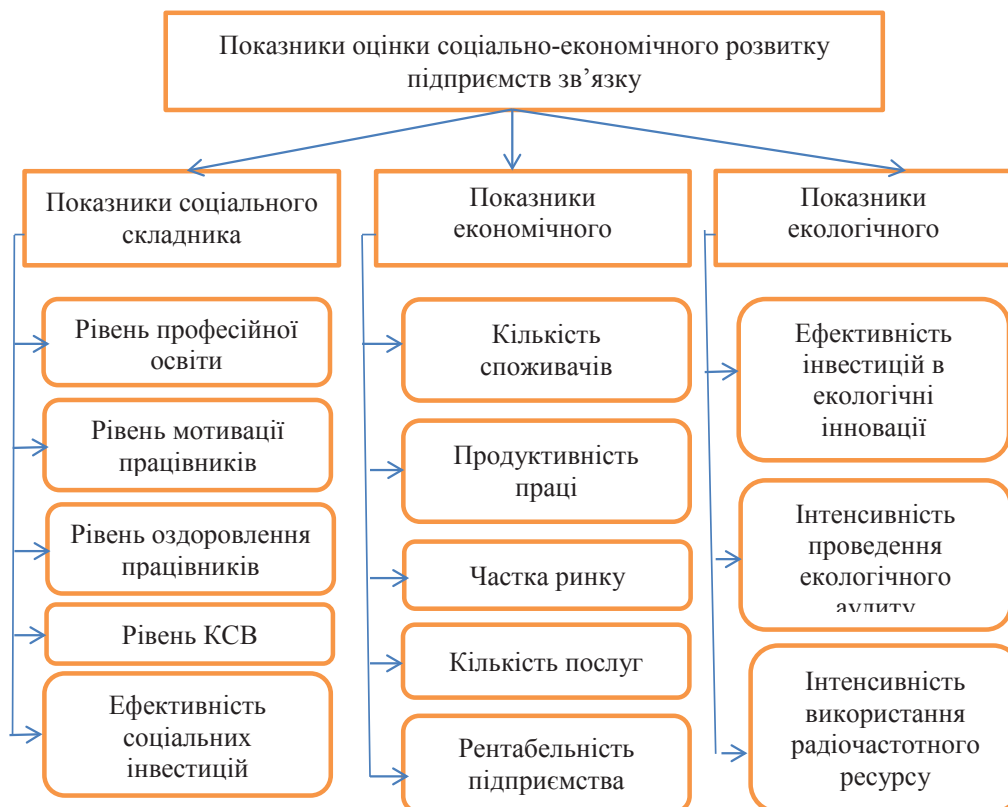 Показники оцінки соціально-економічного розвитку
підприємств зв’язку
Показники соціального
складника
Рівень професійної
освіти
Рівень мотивації
працівників
Рівень оздоровлення
працівників
Рівень КСВ
Ефективність
соціальних
інвестицій
Показники
економічного
Кількість
споживачів
Продуктивність
праці
Частка ринку
Кількість послуг
Рентабельність
підприємства
Показники
екологічного
Ефективність
інвестицій в
екологічні
інновації
Інтенсивність
проведення
екологічного
аудиту
Інтенсивність
використання
радіочастотного
ресурсу